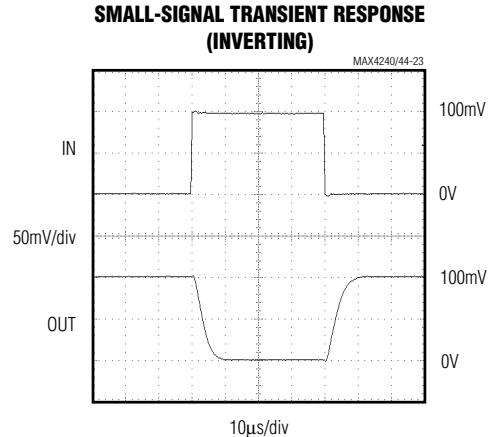 SMALL-SIGNAL TRANSIENT RESPONSE
(INVERTING)
MAX4240/44-23
100mV
IN
0V
50mV/div
100mV
OUT
0V
10μs/div